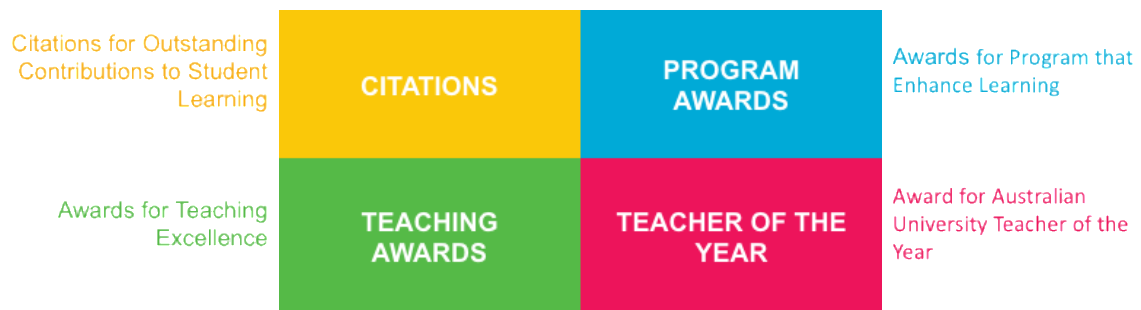 Citations for Outstanding
Contributions to Student
Learning
CITATIONS
PROGRAM
AWARDS
Awards for Program that
Enhance Learning
Awards for Teaching
Excellence
TEACHING
AWARDS
TEACHER OF THE
YEAR
Award for Australian
University Teacher of the
Year